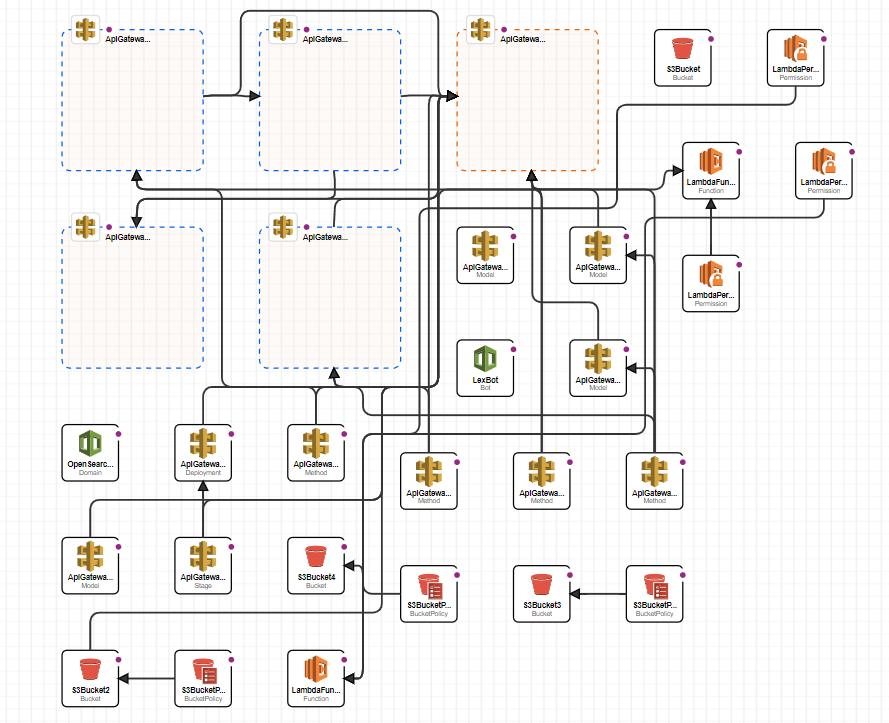 ApiGatewa...
ApiGatewa...
ApiGatewa...
S3Bucket
Bucket
LambdaPer...
Permission
LambdaFun...
Function
LambdaPer...
Permission
ApiGatewa...
ApiGatewa...
ApiGatewa...
Model
ApiGatewa...
Model
LambdaPer...
Permission
LexBot
Bot
ApiGatewa...
Model
OpenSearc...
Domain
ApiGatewa...
Deployment
ApiGatewa...
Method
ApiGatewa...
Method
ApiGatewa...
Method
ApiGatewa...
Method
ApiGatewa...
Model
ApiGatewa...
Stage
S3Bucket4
Bucket
S3BucketP...
BucketPolicy
S3Bucket3
Bucket
S3BucketP...
BucketPolicy
S3Bucket2
Bucket
S3BucketP...
BucketPolicy
LambdaFun...
Function